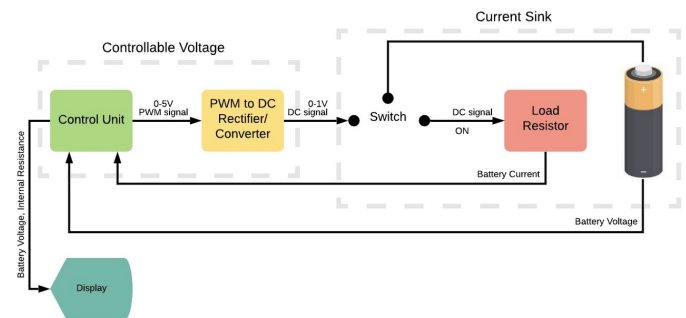 Current Sink
Controllable Voltage
Control Unit
0-5V
PWM signal
PWM to DC
Rectifier/
Converter
0-1V
DC signal
Switch
DC signal
ON
Load
Resistor
+
-
Battery Current
Battery Voltage
Battery Voltage, Internal Resistance
Display